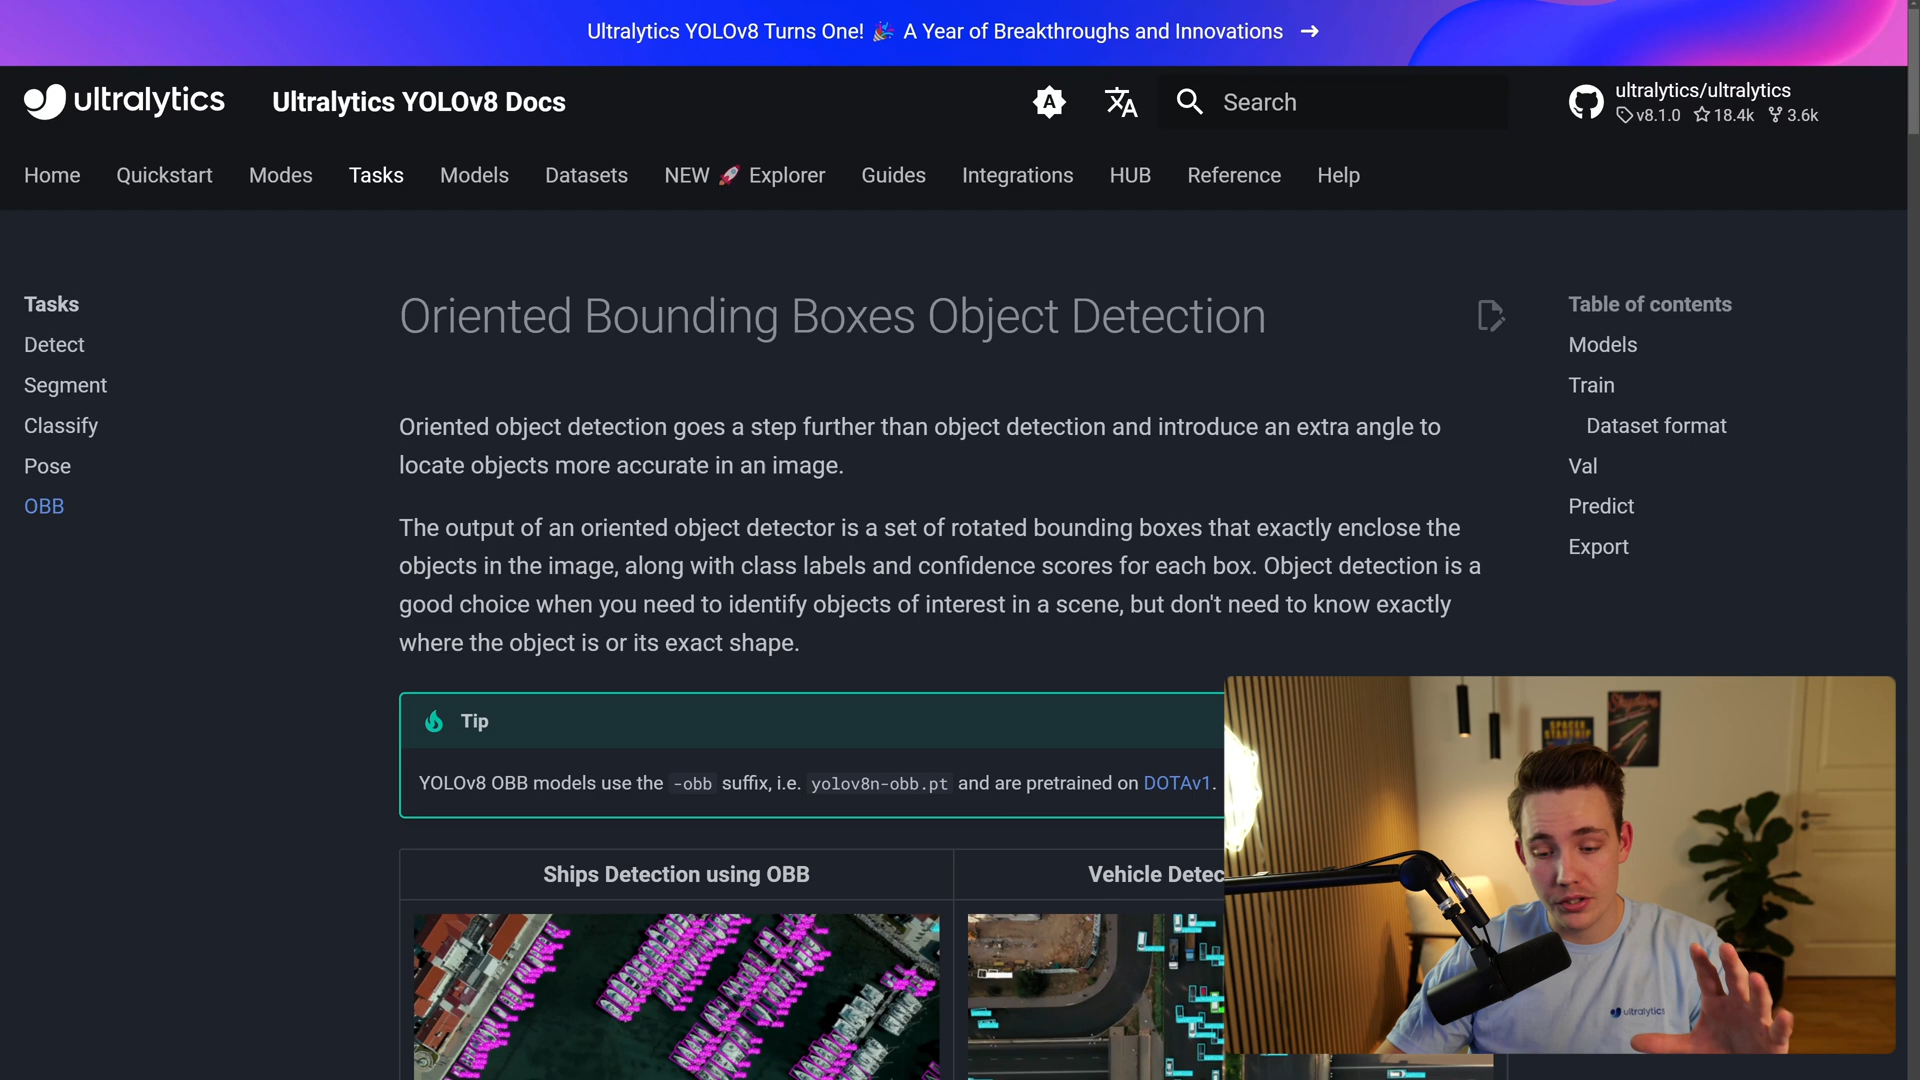 Ultralytics YOLOv8 Turns One! 🎉 A Year of Breakthroughs and Innovations →
ultralytics
Ultralytics YOLOv8 Docs
Search
ultralytics/ultralytics
v8.1.0 18.4k 3.6k
Home Quickstart Modes Tasks Models Datasets NEW 🚀 Explorer Guides Integrations HUB Reference Help
Tasks
Detect
Segment
Classify
Pose
OBB
Oriented Bounding Boxes Object Detection
Oriented object detection goes a step further than object detection and introduce an extra angle to
locate objects more accurate in an image.
The output of an oriented object detector is a set of rotated bounding boxes that exactly enclose the
objects in the image, along with class labels and confidence scores for each box. Object detection is a
good choice when you need to identify objects of interest in a scene, but don't need to know exactly
where the object is or its exact shape.
Tip
YOLOv8 OBB models use the -obb suffix, i.e. yolov8n-obb.pt and are pretrained on DOTAv1.
Ships Detection using OBB
Vehicle Detec
Table of contents
Models
Train
Dataset format
Val
Predict
Export
ultralytics